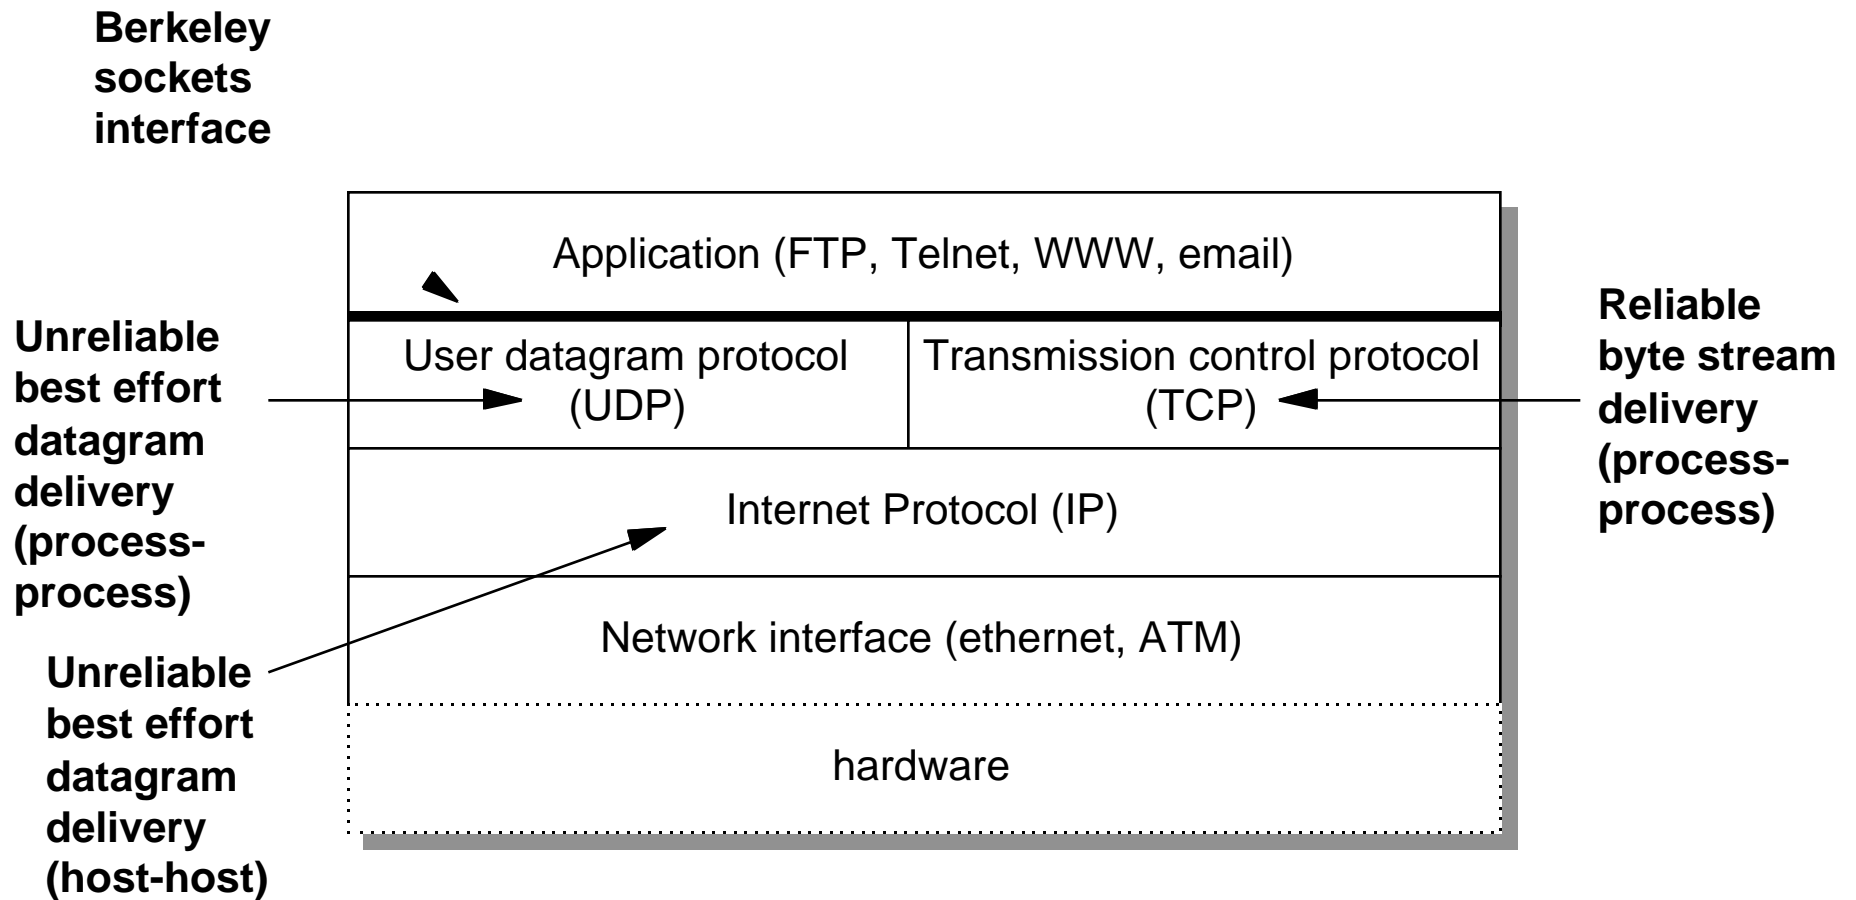 Berkeley
sockets
interface
Application (FTP, Telnet, WWW, email)
Unreliable
best effort
datagram
delivery
(process-
process)
User datagram protocol
(UDP)
Transmission control protocol
(TCP)
Reliable
byte stream
delivery
(process-
process)
Internet Protocol (IP)
Network interface (ethernet, ATM)
Unreliable
best effort
datagram
delivery
(host-host)
hardware